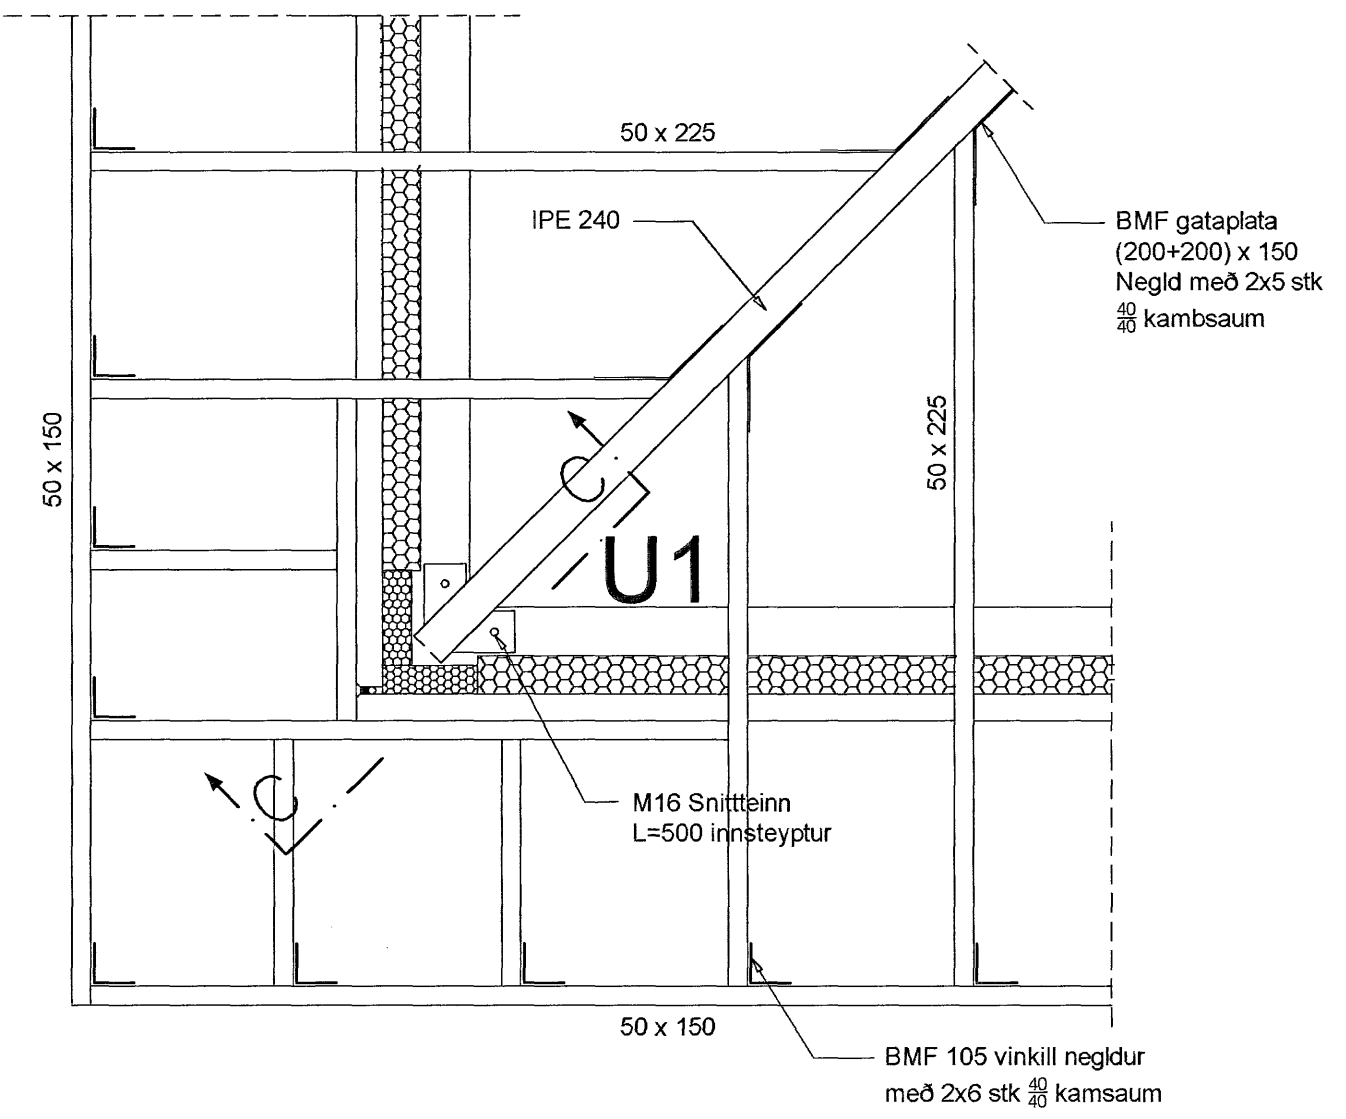 50 x 225
IPE 240
BMF gataplata
(200+200) x 150
Negld með 2x5 stk
40/40 kambsaum
50 x 150
50 x 225
C
U1
C
M16 Snittteinn
L=500 innsteyptur
50 x 150
BMF 105 vinkill negldur
með 2x6 stk 40/40 kamsaum